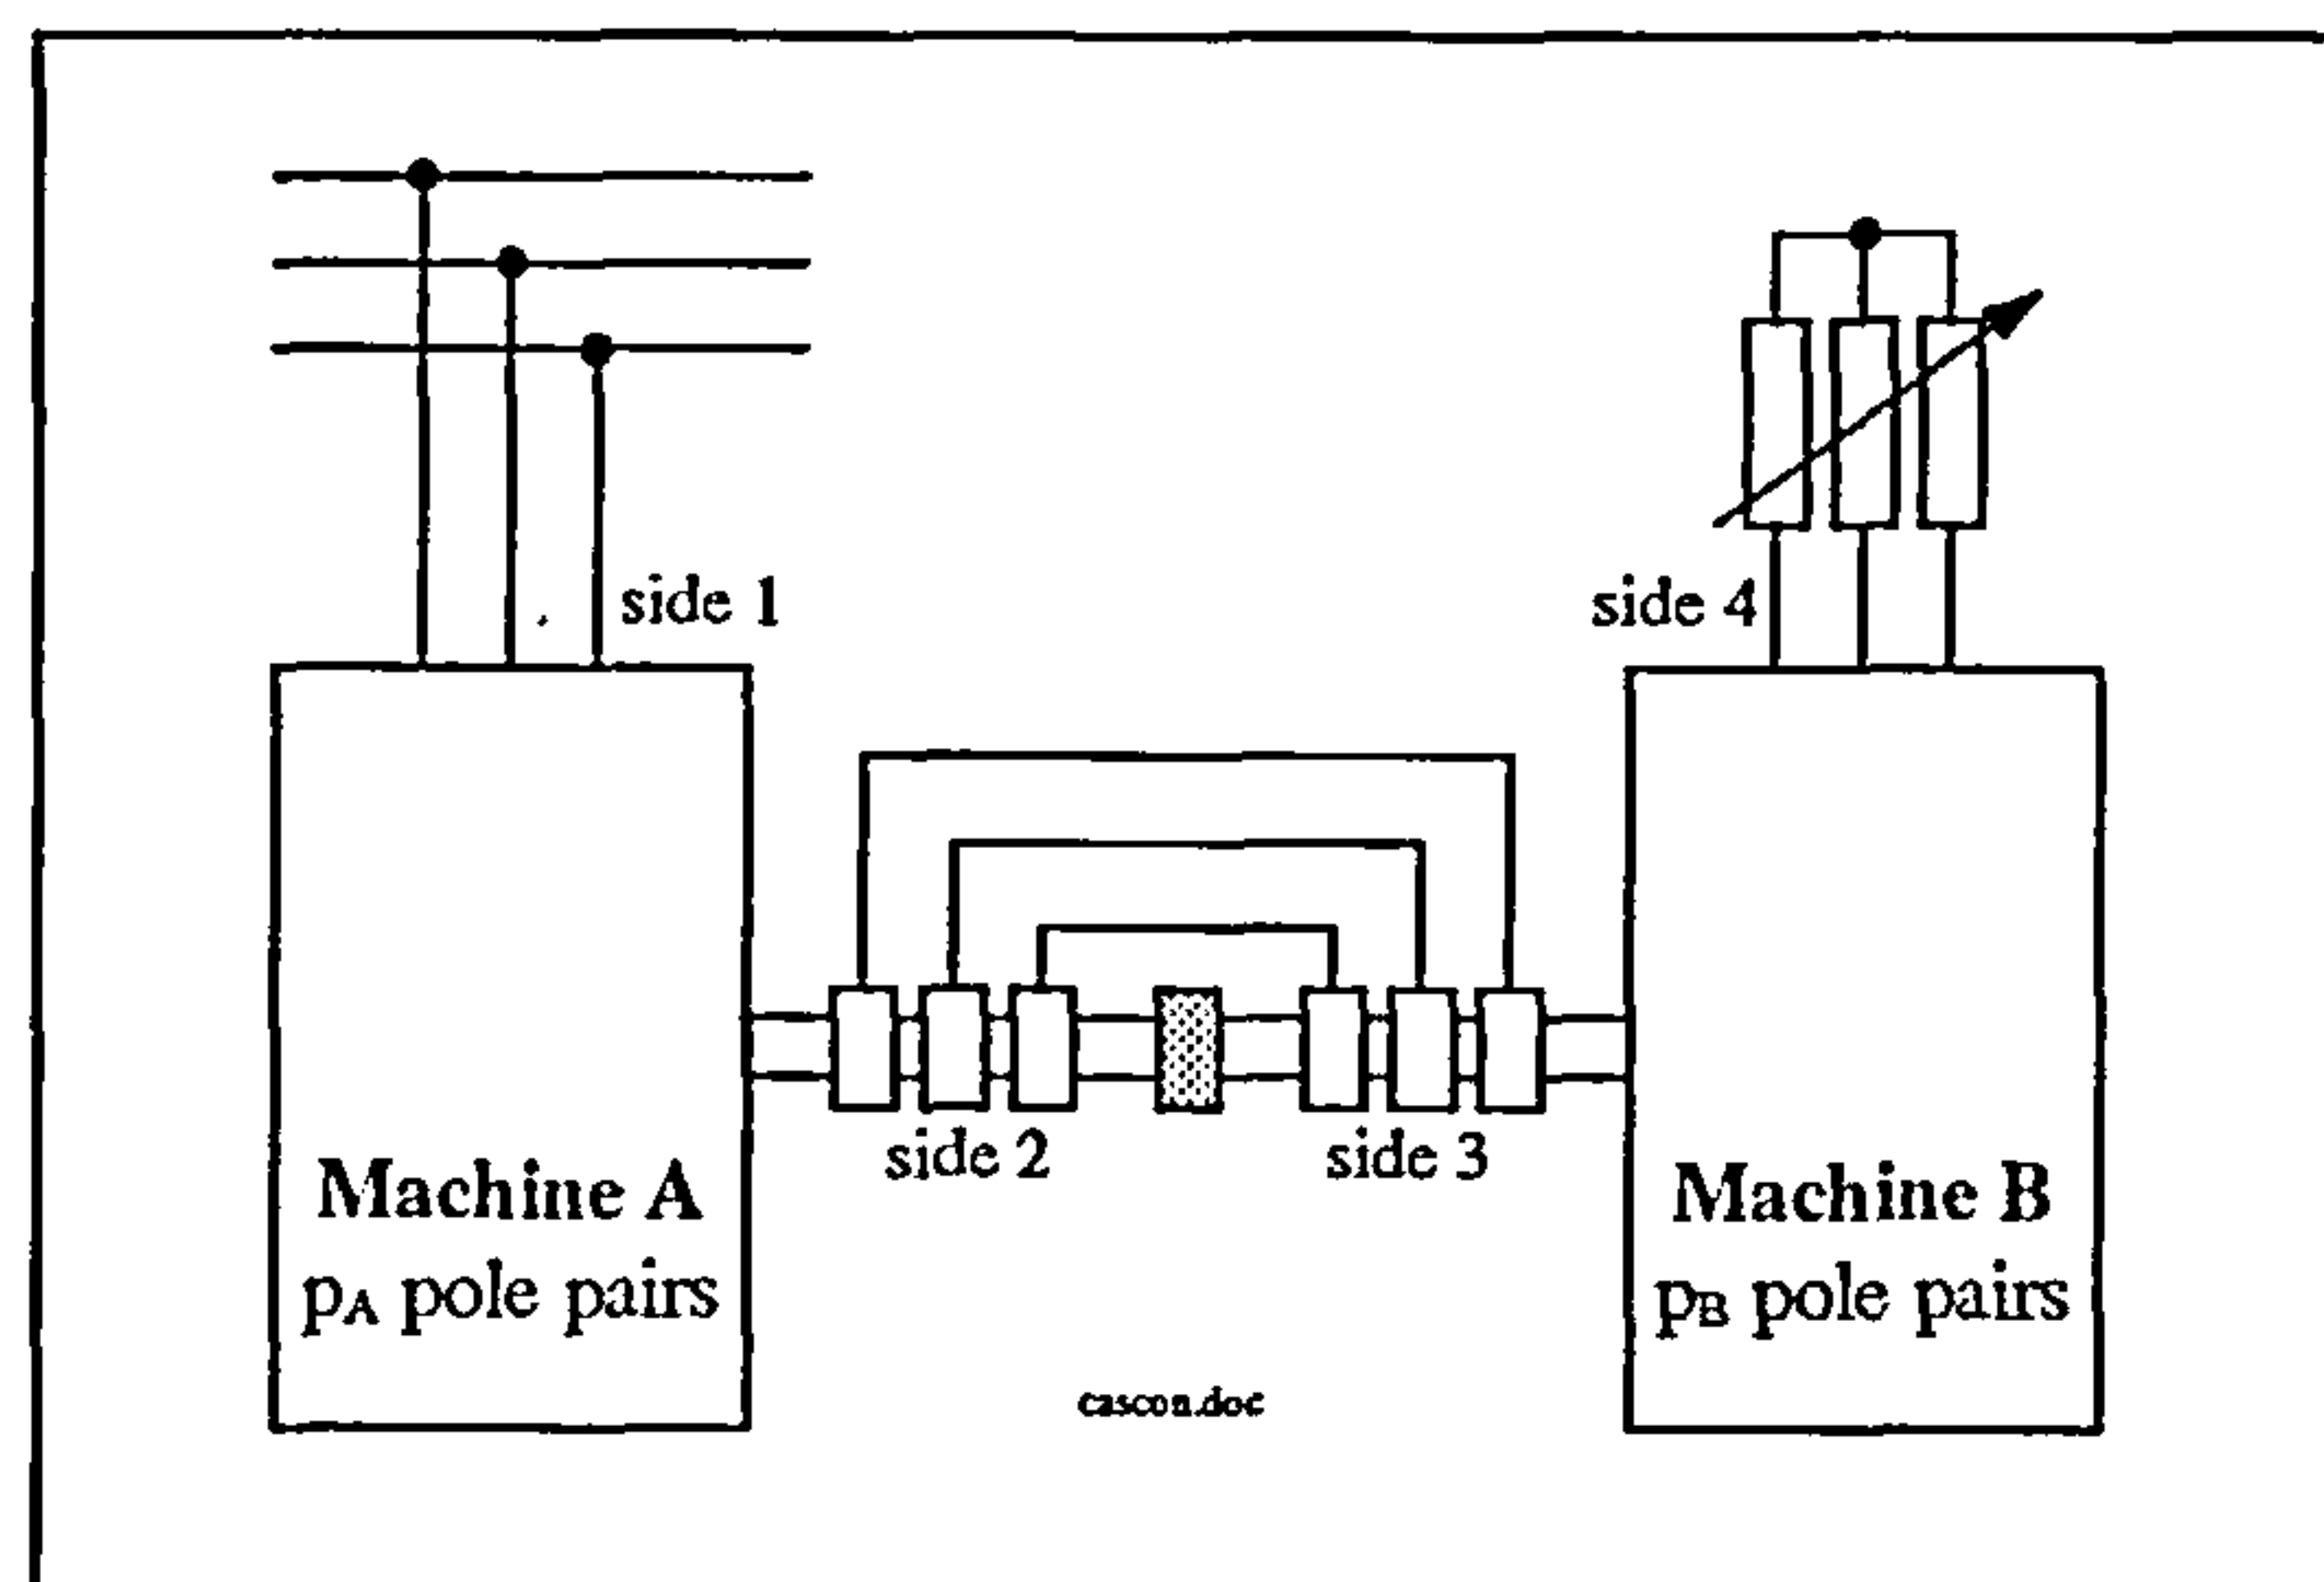 side 1
side 4
side 2
side 3
Machine A
pA pole pairs
Machine B
pB pole pairs
cascon.doc